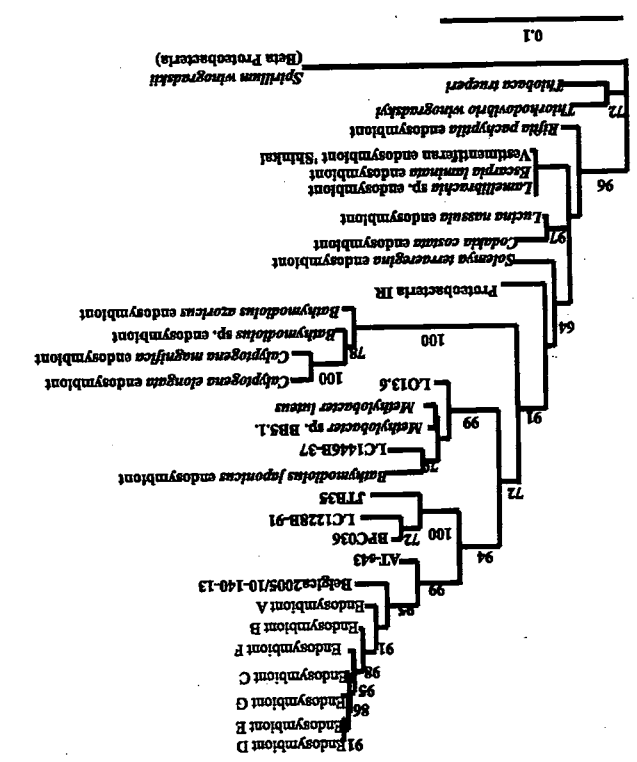 91 Endosymbiont D
Endosymbiont E
86
Endosymbiont G
95
Endosymbiont C
98
Endosymbiont F
91
Endosymbiont B
Endosymbiont A
Belgica2005/10-140-13
99
AT-s43
94
BPC036
72
100
LC1228B-91
JTB35
72
Bathymodiolus japonicus endosymbiont
LC1446B-37
Methylobacter sp. BB5.1.
99
Methylobacter luteus
LO13.6
91
Calyptogena elongata endosymbiont
100
Calyptogena magnifica endosymbiont
78
Bathymodiolus sp. endosymbiont
100
Bathymodiolus azoricus endosymbiont
64
Proteobacteria IR
Solemya terraeregina endosymbiont
97
Codakia costata endosymbiont
Lucina nassula endosymbiont
96
Lamellibrachia sp. endosymbiont
Escarpia laminata endosymbiont
Vestimentiferan endosymbiont 'Shinkai
Riftia pachyptila endosymbiont
72
Thiorhodovibrio winogradskyi
Thiobaca trueperi
Spirillum winogradskii
(Beta Proteobacteria)
0.1